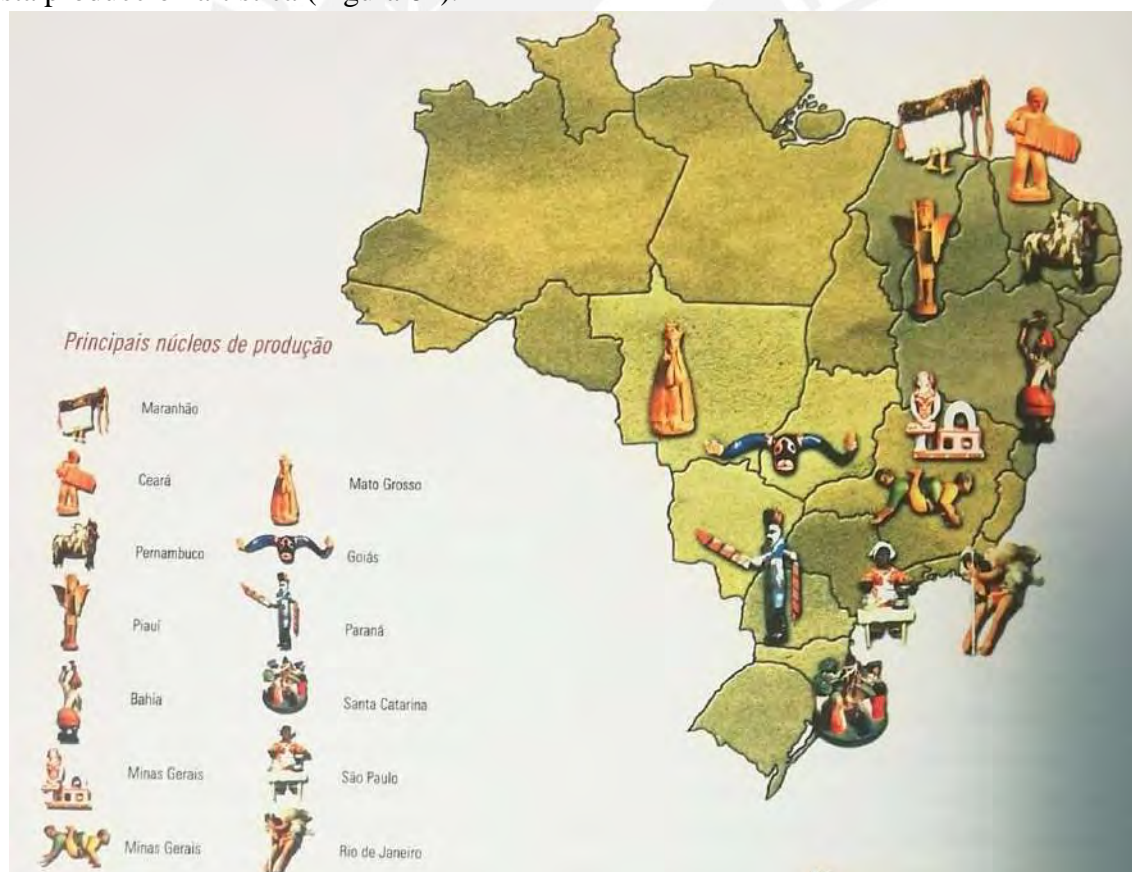 Principais núcleos de produção
Maranhão
Ceará
Pernambuco
Piauí
Bahia
Minas Gerais
Minas Gerais
Mato Grosso
Goiás
Paraná
Santa Catarina
São Paulo
Rio de Janeiro